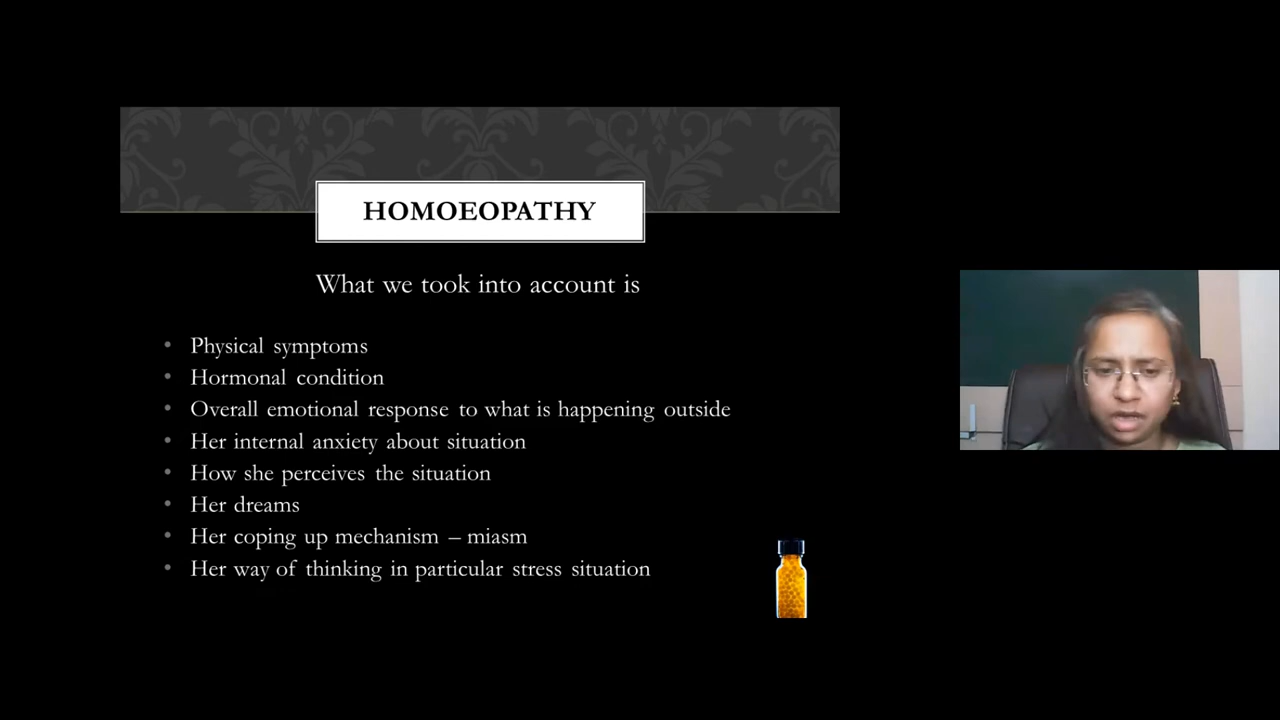 HOMOEOPATHY
What we took into account is
• Physical symptoms
• Hormonal condition
• Overall emotional response to what is happening outside
• Her internal anxiety about situation
• How she perceives the situation
• Her dreams
• Her coping up mechanism – miasm
• Her way of thinking in particular stress situation